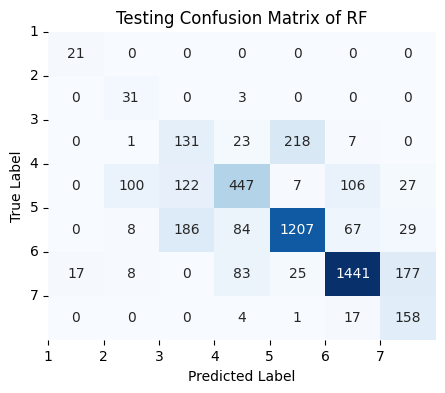 Testing Confusion Matrix of RF
1
21 0 0 0 0 0 0
2
0 31 0 3 0 0 0
3
0 1 131 23 218 7 0
4
0 100 122 447 7 106 27
5
0 8 186 84 1207 67 29
6
17 8 0 83 25 1441 177
7
0 0 0 4 1 17 158
1 2 3 4 5 6 7
True Label
Predicted Label